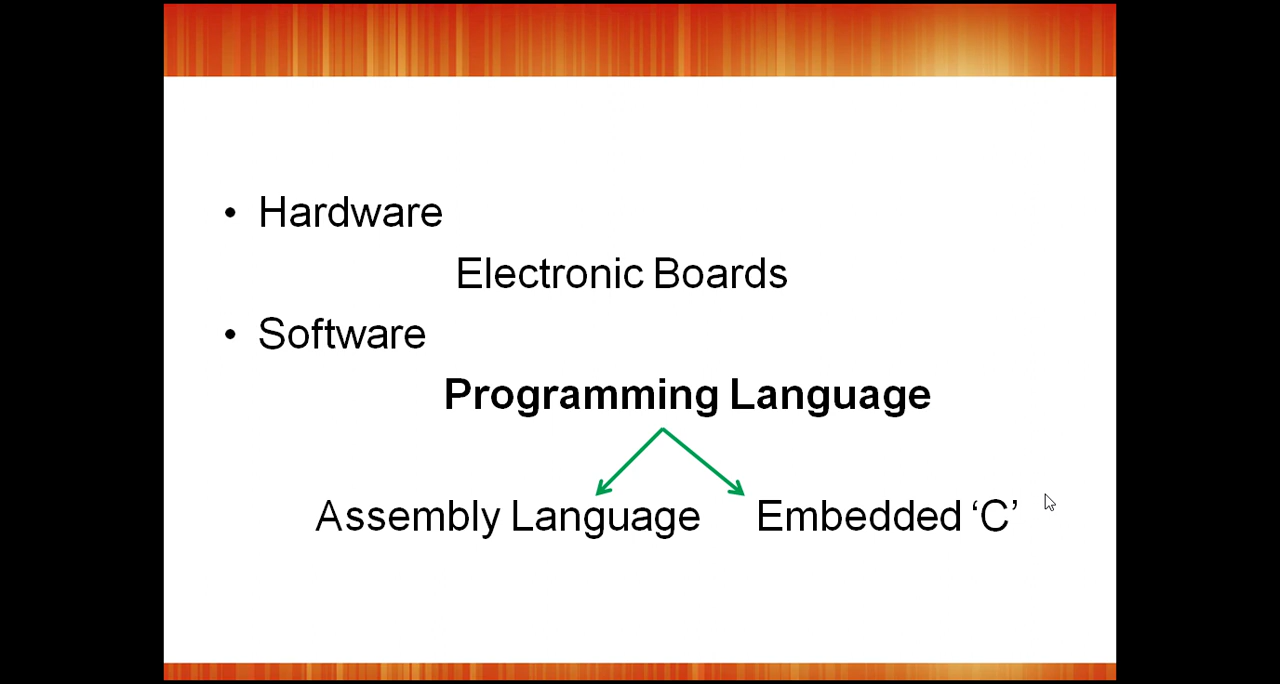 • Hardware
Electronic Boards
• Software
Programming Language
Assembly Language Embedded ‘C’